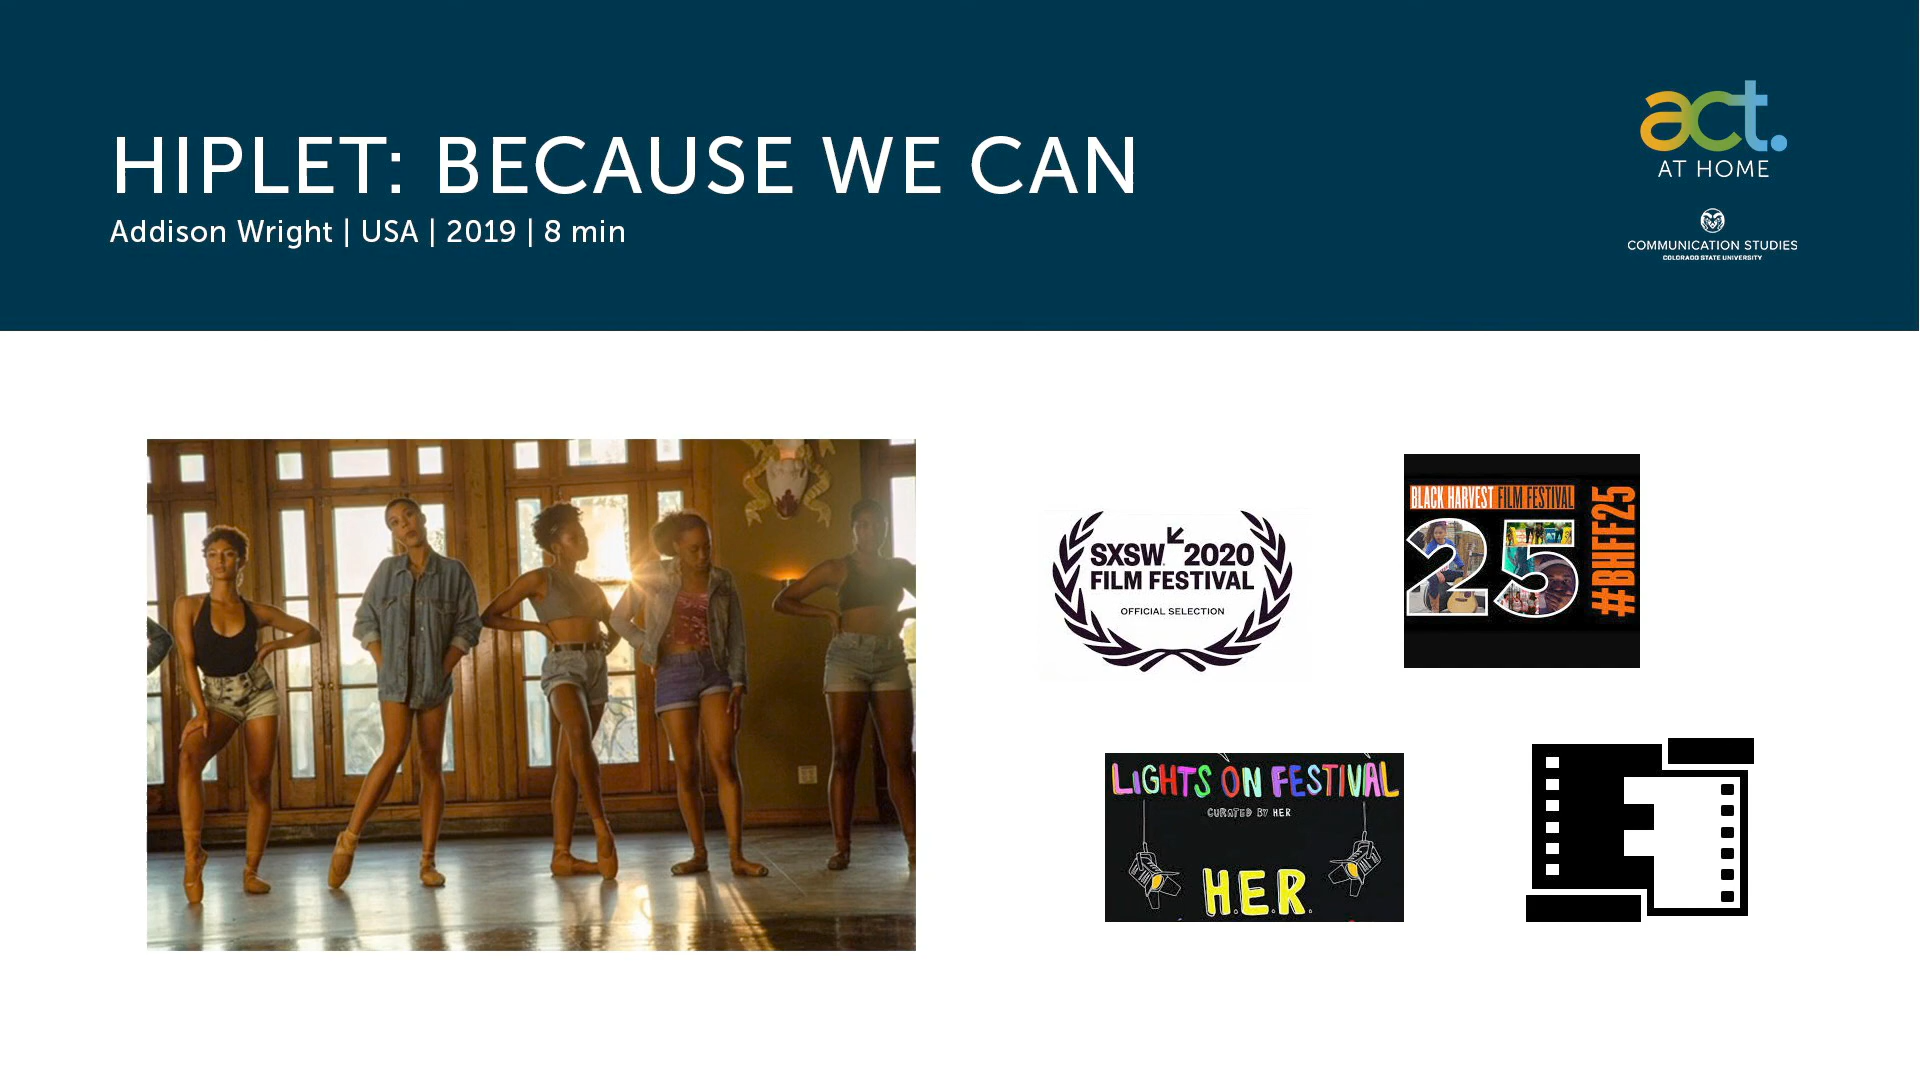 HIPLET: BECAUSE WE CAN
Addison Wright | USA | 2019 | 8 min
act.
AT HOME
COMMUNICATION STUDIES
COLORADO STATE UNIVERSITY
SXSW 2020
FILM FESTIVAL
OFFICIAL SELECTION
BLACK HARVEST FILM FESTIVAL
25
#BHFF25
LIGHTS ON FESTIVAL
CURATED BY HER
H.E.R.